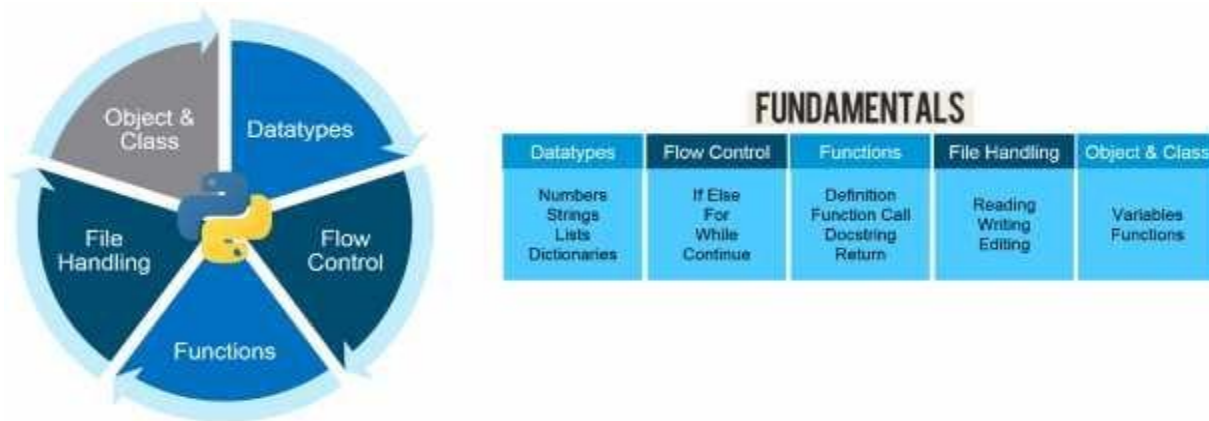 Object &
Class
Datatypes
File
Handling
Flow
Control
Functions
FUNDAMENTALS
Datatypes
Flow Control
Functions
File Handling
Object & Class
Numbers
Strings
Lists
Dictionaries
If Else
For
While
Continue
Definition
Function Call
Docstring
Return
Reading
Writing
Editing
Variables
Functions